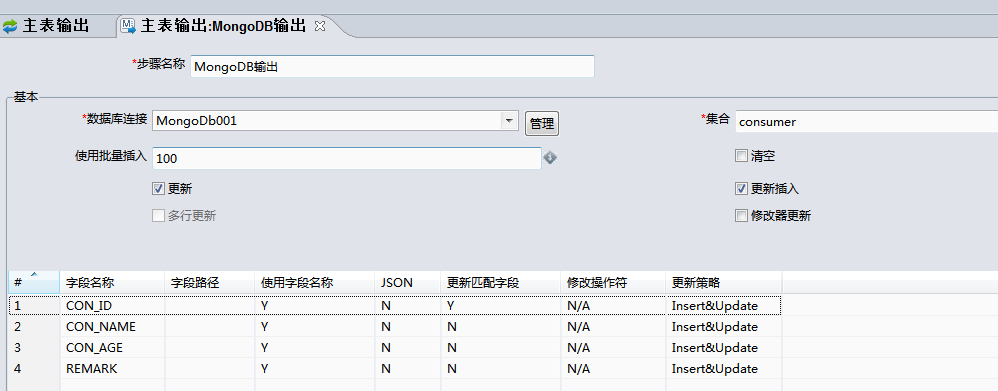 主表输出 主表输出:MongoDB输出
*步骤名称 MongoDB输出
基本
*数据库连接 MongoDb001 管理 *集合 consumer
使用批量插入 100 清空
更新 更新插入
多行更新 修改器更新
# 字段名称 字段路径 使用字段名称 JSON 更新匹配字段 修改操作符 更新策略
1 CON_ID Y N Y N/A Insert&Update
2 CON_NAME Y N N N/A Insert&Update
3 CON_AGE Y N N N/A Insert&Update
4 REMARK Y N N N/A Insert&Update